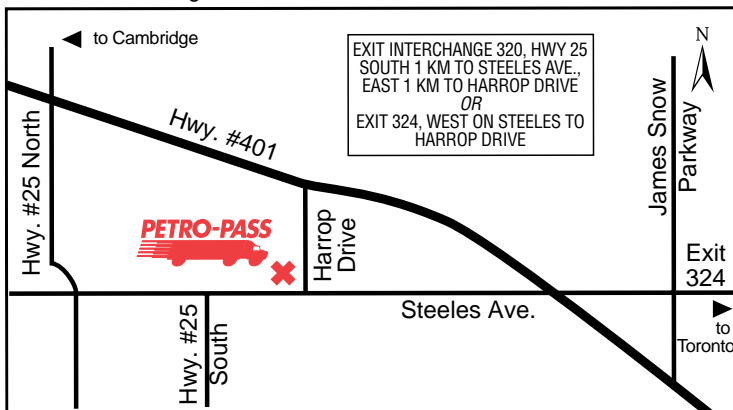 to Cambridge
EXIT INTERCHANGE 320, HWY 25
SOUTH 1 KM TO STEELES AVE.,
EAST 1 KM TO HARROP DRIVE
OR
EXIT 324, WEST ON STEELES TO
HARROP DRIVE
N
Hwy. #25 North
Hwy. #401
James Snow
Parkway
PETRO-PASS
Harrop
Drive
Exit
324
Steeles Ave.
Hwy. #25
South
to
Toronto